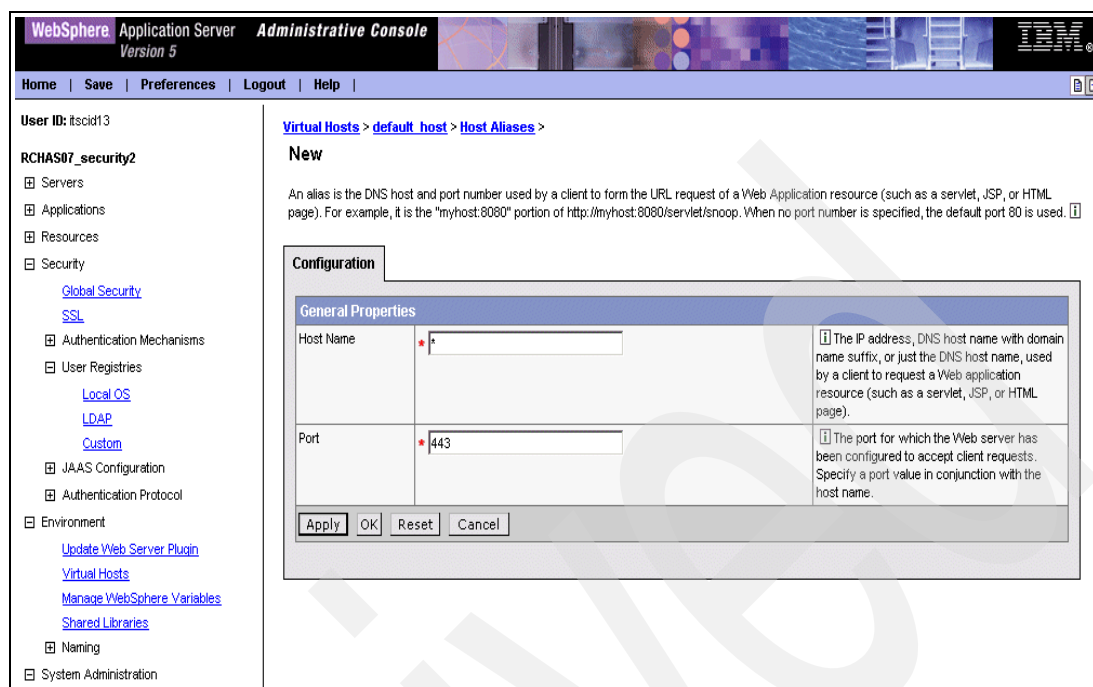 WebSphere Application Server Administrative Console
Version 5
IBM®
Home | Save | Preferences | Logout | Help |
User ID: itscid13
RCHAS07_security2
Servers
Applications
Resources
Security
Global Security
SSL
Authentication Mechanisms
User Registries
Local OS
LDAP
Custom
JAAS Configuration
Authentication Protocol
Environment
Update Web Server Plugin
Virtual Hosts
Manage WebSphere Variables
Shared Libraries
Naming
System Administration
Virtual Hosts > default_host > Host Aliases >
New
An alias is the DNS host and port number used by a client to form the URL request of a Web Application resource (such as a servlet, JSP, or HTML
page). For example, it is the "myhost:8080" portion of http://myhost:8080/servlet/snoop. When no port number is specified, the default port 80 is used. i
Configuration
General Properties
Host Name
* *
i The IP address, DNS host name with domain
name suffix, or just the DNS host name, used
by a client to request a Web application
resource (such as a servlet, JSP, or HTML
page).
Port
* 443
i The port for which the Web server has
been configured to accept client requests.
Specify a port value in conjunction with the
host name.
Apply OK Reset Cancel